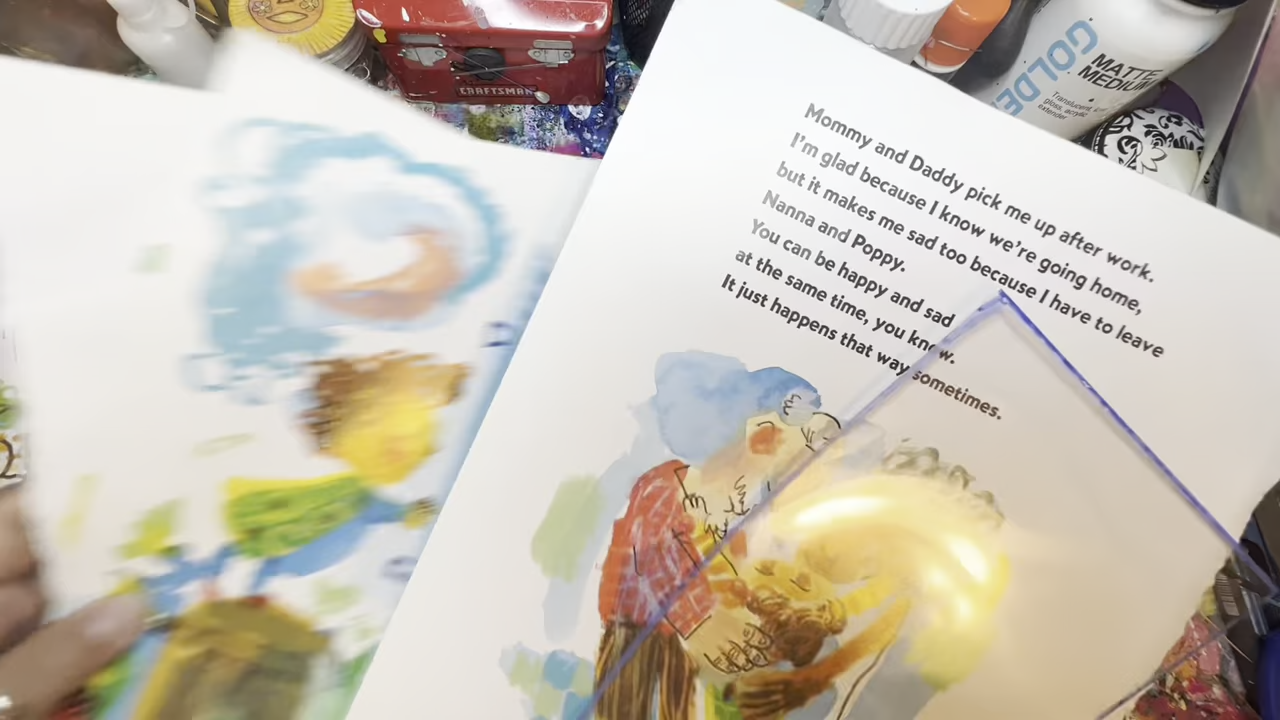 CRAFTSMAN
GOLDEN
MATTE
MEDIUM
Mommy and Daddy pick me up after work.
I'm glad because I know we're going home,
but it makes me sad too because I have to leave
Nanna and Poppy.
You can be happy and sad
at the same time, you know.
It just happens that way sometimes.